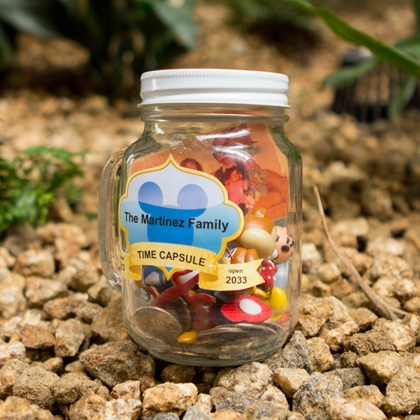 The Martinez Family
TIME CAPSULE
open
2033